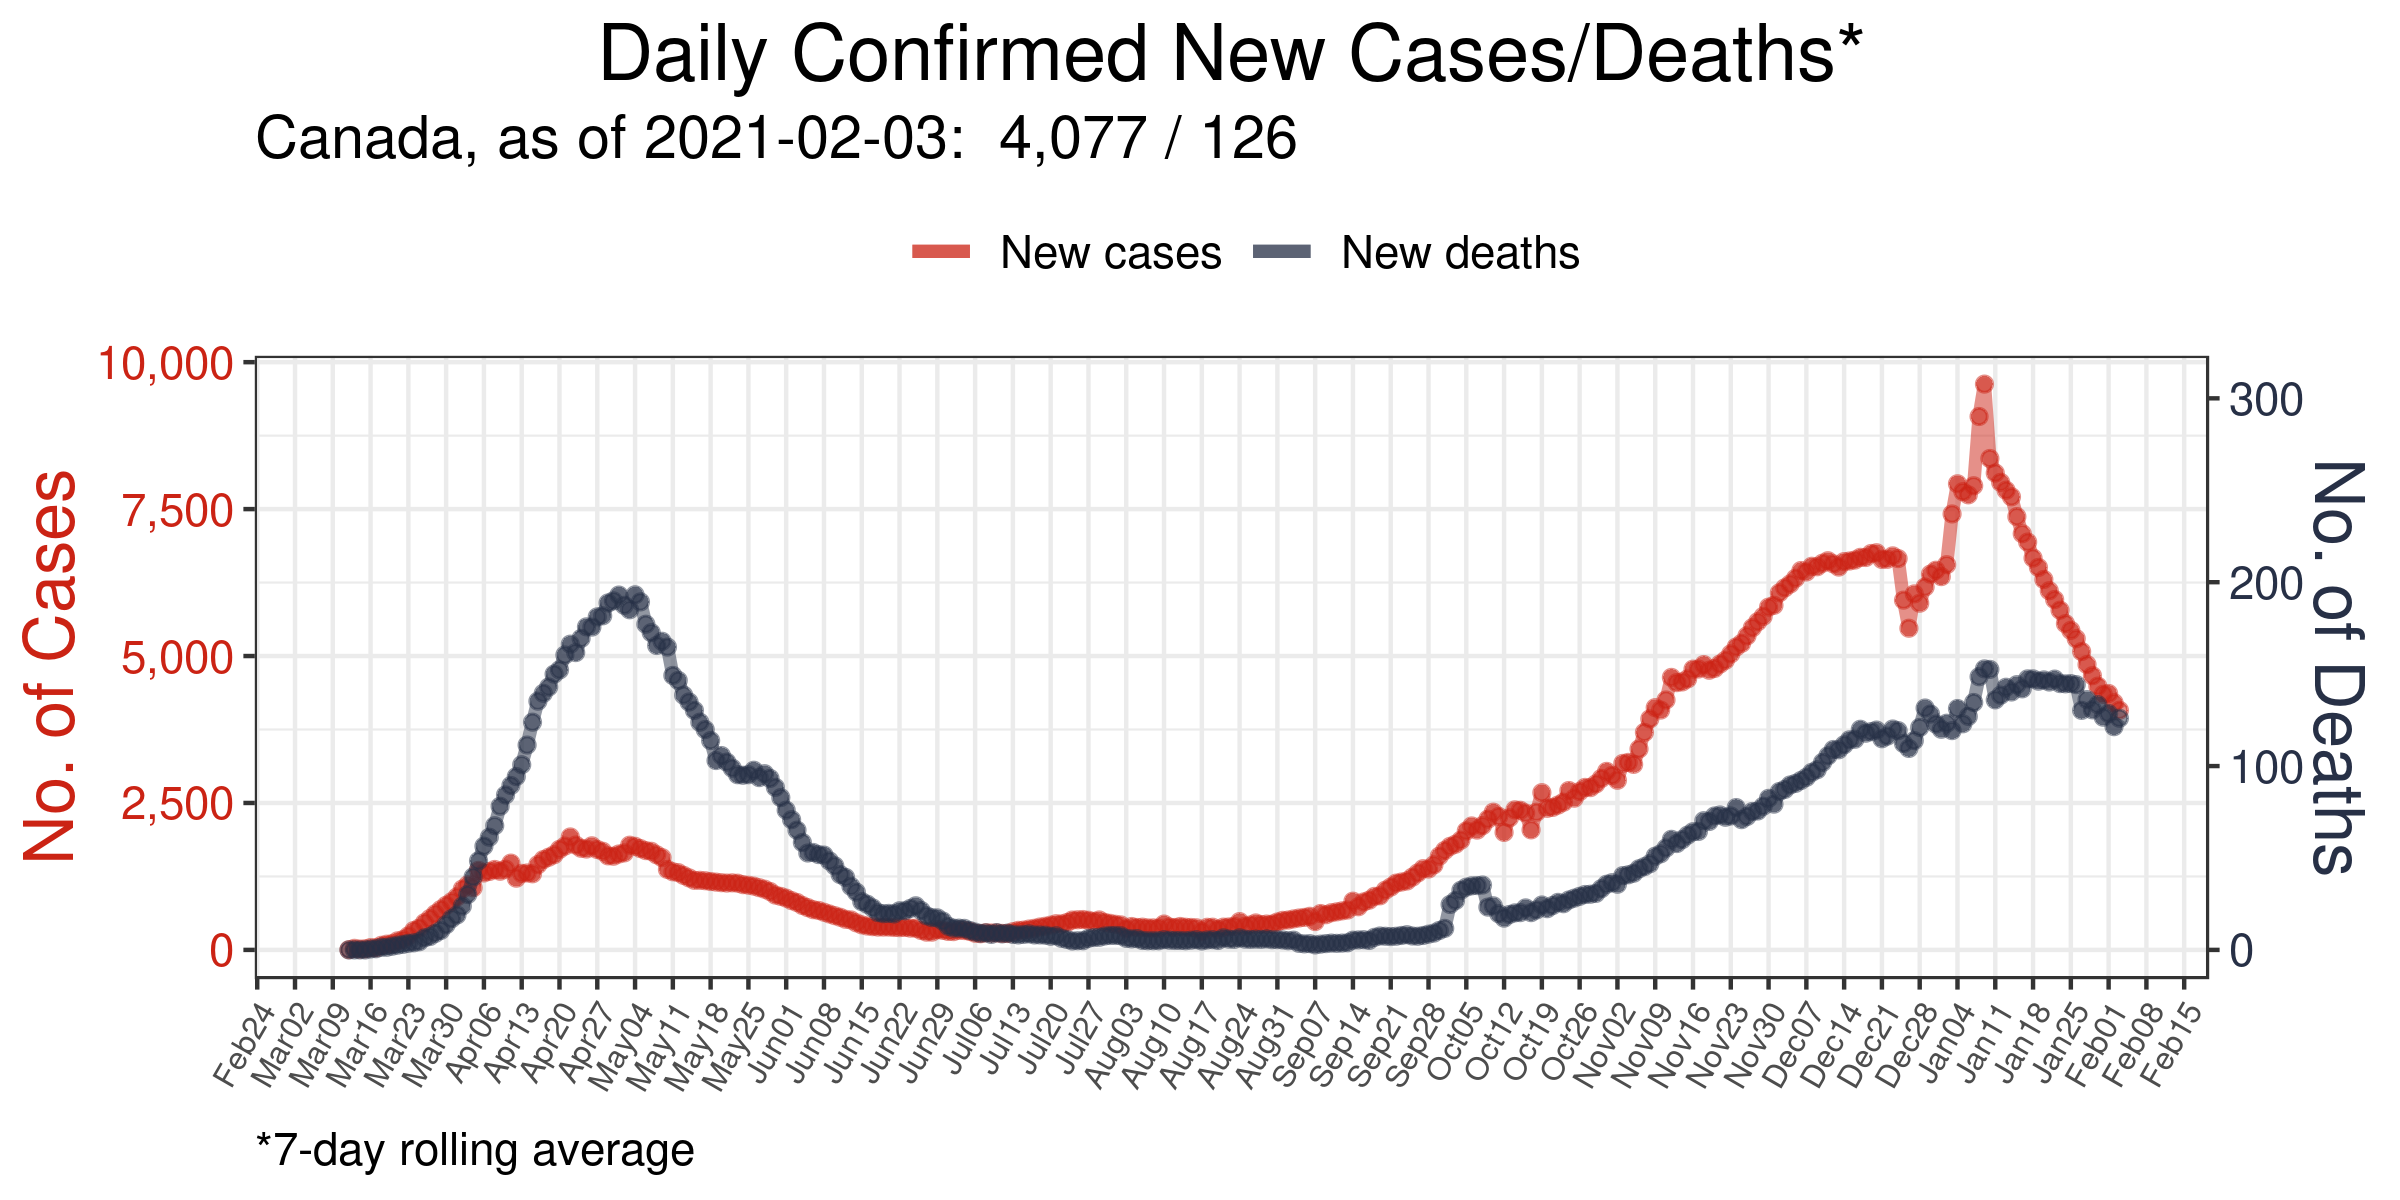 Daily Confirmed New Cases/Deaths*
Canada, as of 2021-02-03:  4,077 / 126
New cases
New deaths
No. of Cases
10,000
7,500
5,000
2,500
0
300
200
100
0
No. of Deaths
Feb24
Mar02
Mar09
Mar16
Mar23
Mar30
Apr06
Apr13
Apr20
Apr27
May04
May11
May18
May25
Jun01
Jun08
Jun15
Jun22
Jun29
Jul06
Jul13
Jul20
Jul27
Aug03
Aug10
Aug17
Aug24
Aug31
Sep07
Sep14
Sep21
Sep28
Oct05
Oct12
Oct19
Oct26
Nov02
Nov09
Nov16
Nov23
Nov30
Dec07
Dec14
Dec21
Dec28
Jan04
Jan11
Jan18
Jan25
Feb01
Feb08
Feb15
*7-day rolling average